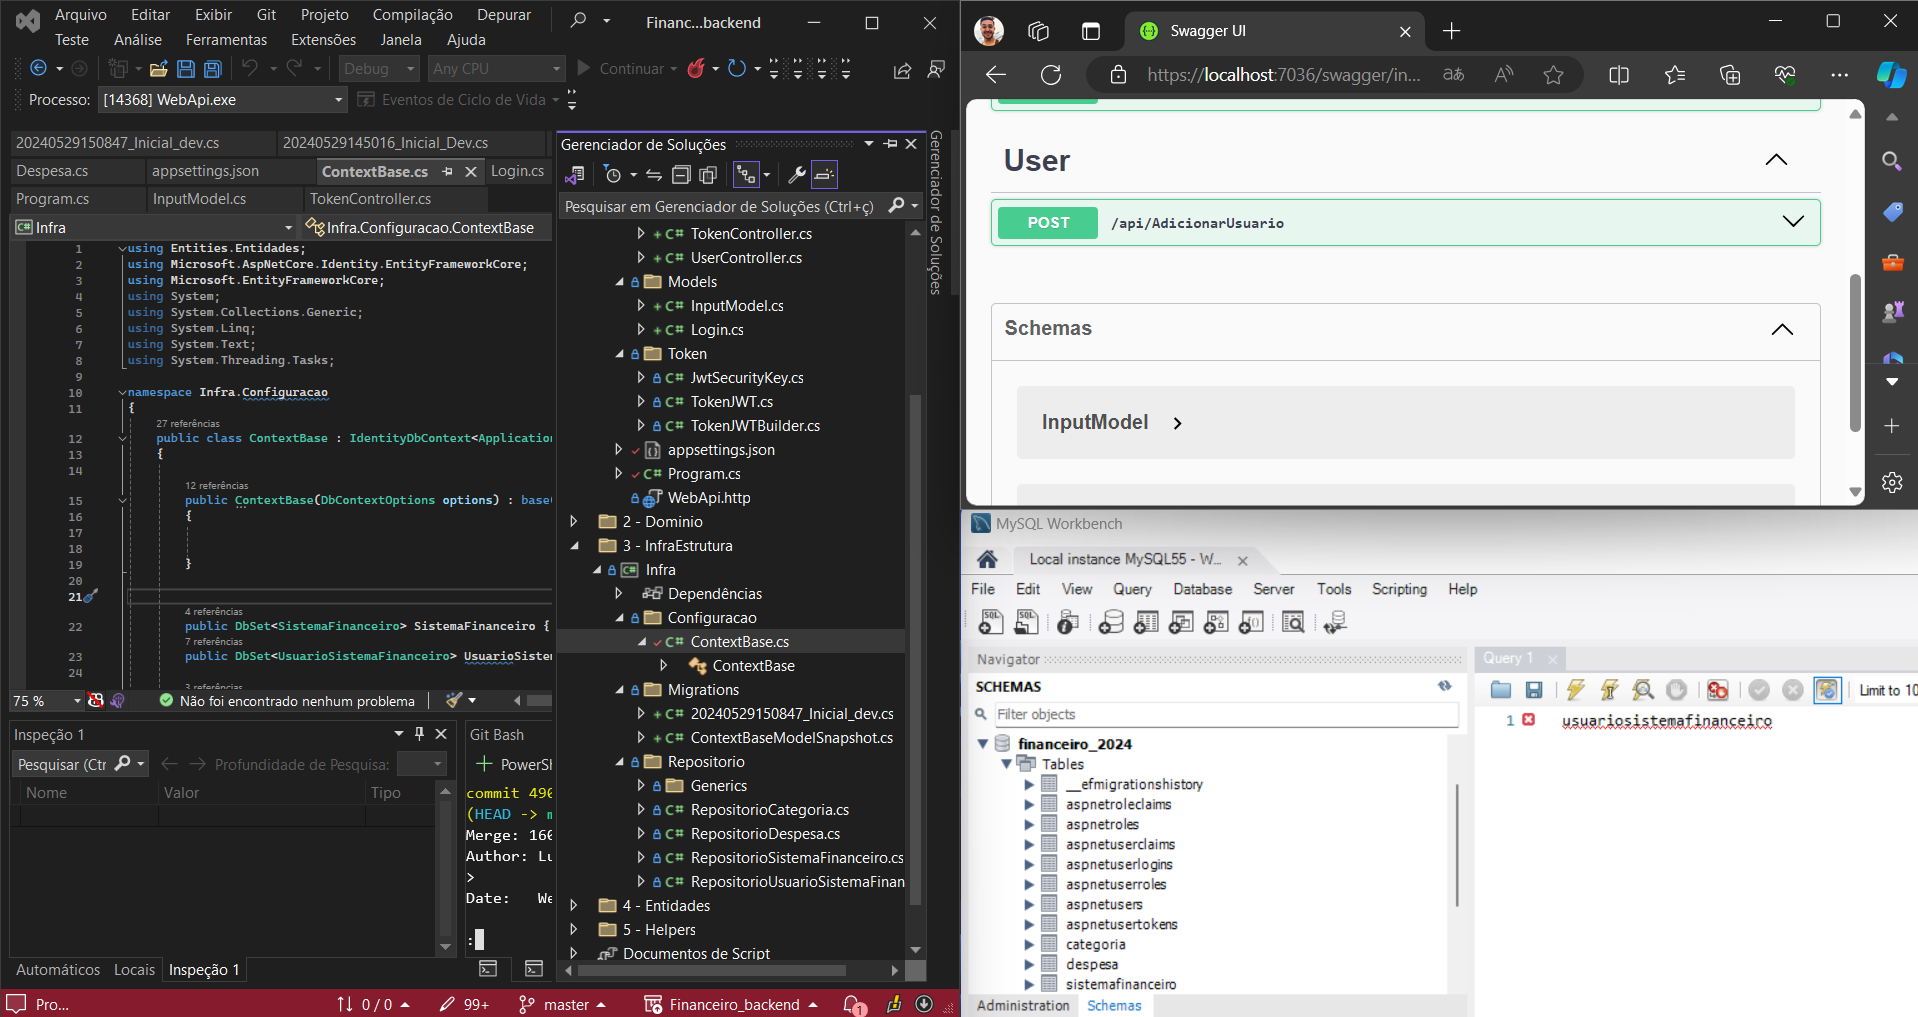 Arquivo Editar Exibir Git Projeto Compilação Depurar
Teste Análise Ferramentas Extensões Janela Ajuda
Financ...backend
Debug Any CPU Continuar
Processo: [14368] WebApi.exe Eventos de Ciclo de Vida
20240529150847_Inicial_dev.cs 20240529145016_Inicial_Dev.cs
Despesa.cs appsettings.json ContextBase.cs Login.cs
Program.cs InputModel.cs TokenController.cs
Infra Infra.Configuracao.ContextBase
1 using Entities.Entidades;
2 using Microsoft.AspNetCore.Identity.EntityFrameworkCore;
3 using Microsoft.EntityFrameworkCore;
4 using System;
5 using System.Collections.Generic;
6 using System.Linq;
7 using System.Text;
8 using System.Threading.Tasks;
9
10 namespace Infra.Configuracao
11 {
27 referências
12 public class ContextBase : IdentityDbContext<Application
13 {
14
12 referências
15 public ContextBase(DbContextOptions options) : base(
16 {
17
18
19 }
20
21
4 referências
22 public DbSet<SistemaFinanceiro> SistemaFinanceiro {
7 referências
23 public DbSet<UsuarioSistemaFinanceiro> UsuarioSistem
24
3 referências
75 % Não foi encontrado nenhum problema
Inspeção 1
Pesquisar (Ctr Profundidade de Pesquisa:
Nome Valor Tipo
Automáticos Locais Inspeção 1
Git Bash
PowerSh
commit 490
(HEAD -> m
Merge: 160
Author: Lu
>
Date: We
:
Gerenciador de Soluções
Pesquisar em Gerenciador de Soluções (Ctrl+ç)
TokenController.cs
UserController.cs
Models
InputModel.cs
Login.cs
Token
JwtSecurityKey.cs
TokenJWT.cs
TokenJWTBuilder.cs
appsettings.json
Program.cs
WebApi.http
2 - Dominio
3 - InfraEstrutura
Infra
Dependências
Configuracao
ContextBase.cs
ContextBase
Migrations
20240529150847_Inicial_dev.cs
ContextBaseModelSnapshot.cs
Repositorio
Generics
RepositorioCategoria.cs
RepositorioDespesa.cs
RepositorioSistemaFinanceiro.cs
RepositorioUsuarioSistemaFinan
4 - Entidades
5 - Helpers
Documentos de Script
Gerenciador de Soluções
Pro... 0 / 0 99+ master Financeiro_backend 1
Swagger UI
https://localhost:7036/swagger/in...
User
POST /api/AdicionarUsuario
Schemas
InputModel
MySQL Workbench
Local instance MySQL55 - W...
File Edit View Query Database Server Tools Scripting Help
Navigator
SCHEMAS
Filter objects
financeiro_2024
Tables
__efmigrationshistory
aspnetroleclaims
aspnetroles
aspnetuserclaims
aspnetuserlogins
aspnetuserroles
aspnetusers
aspnetusertokens
categoria
despesa
sistemafinanceiro
Administration Schemas
Query 1
Limit to 10
1 usuariosistemafinanceiro